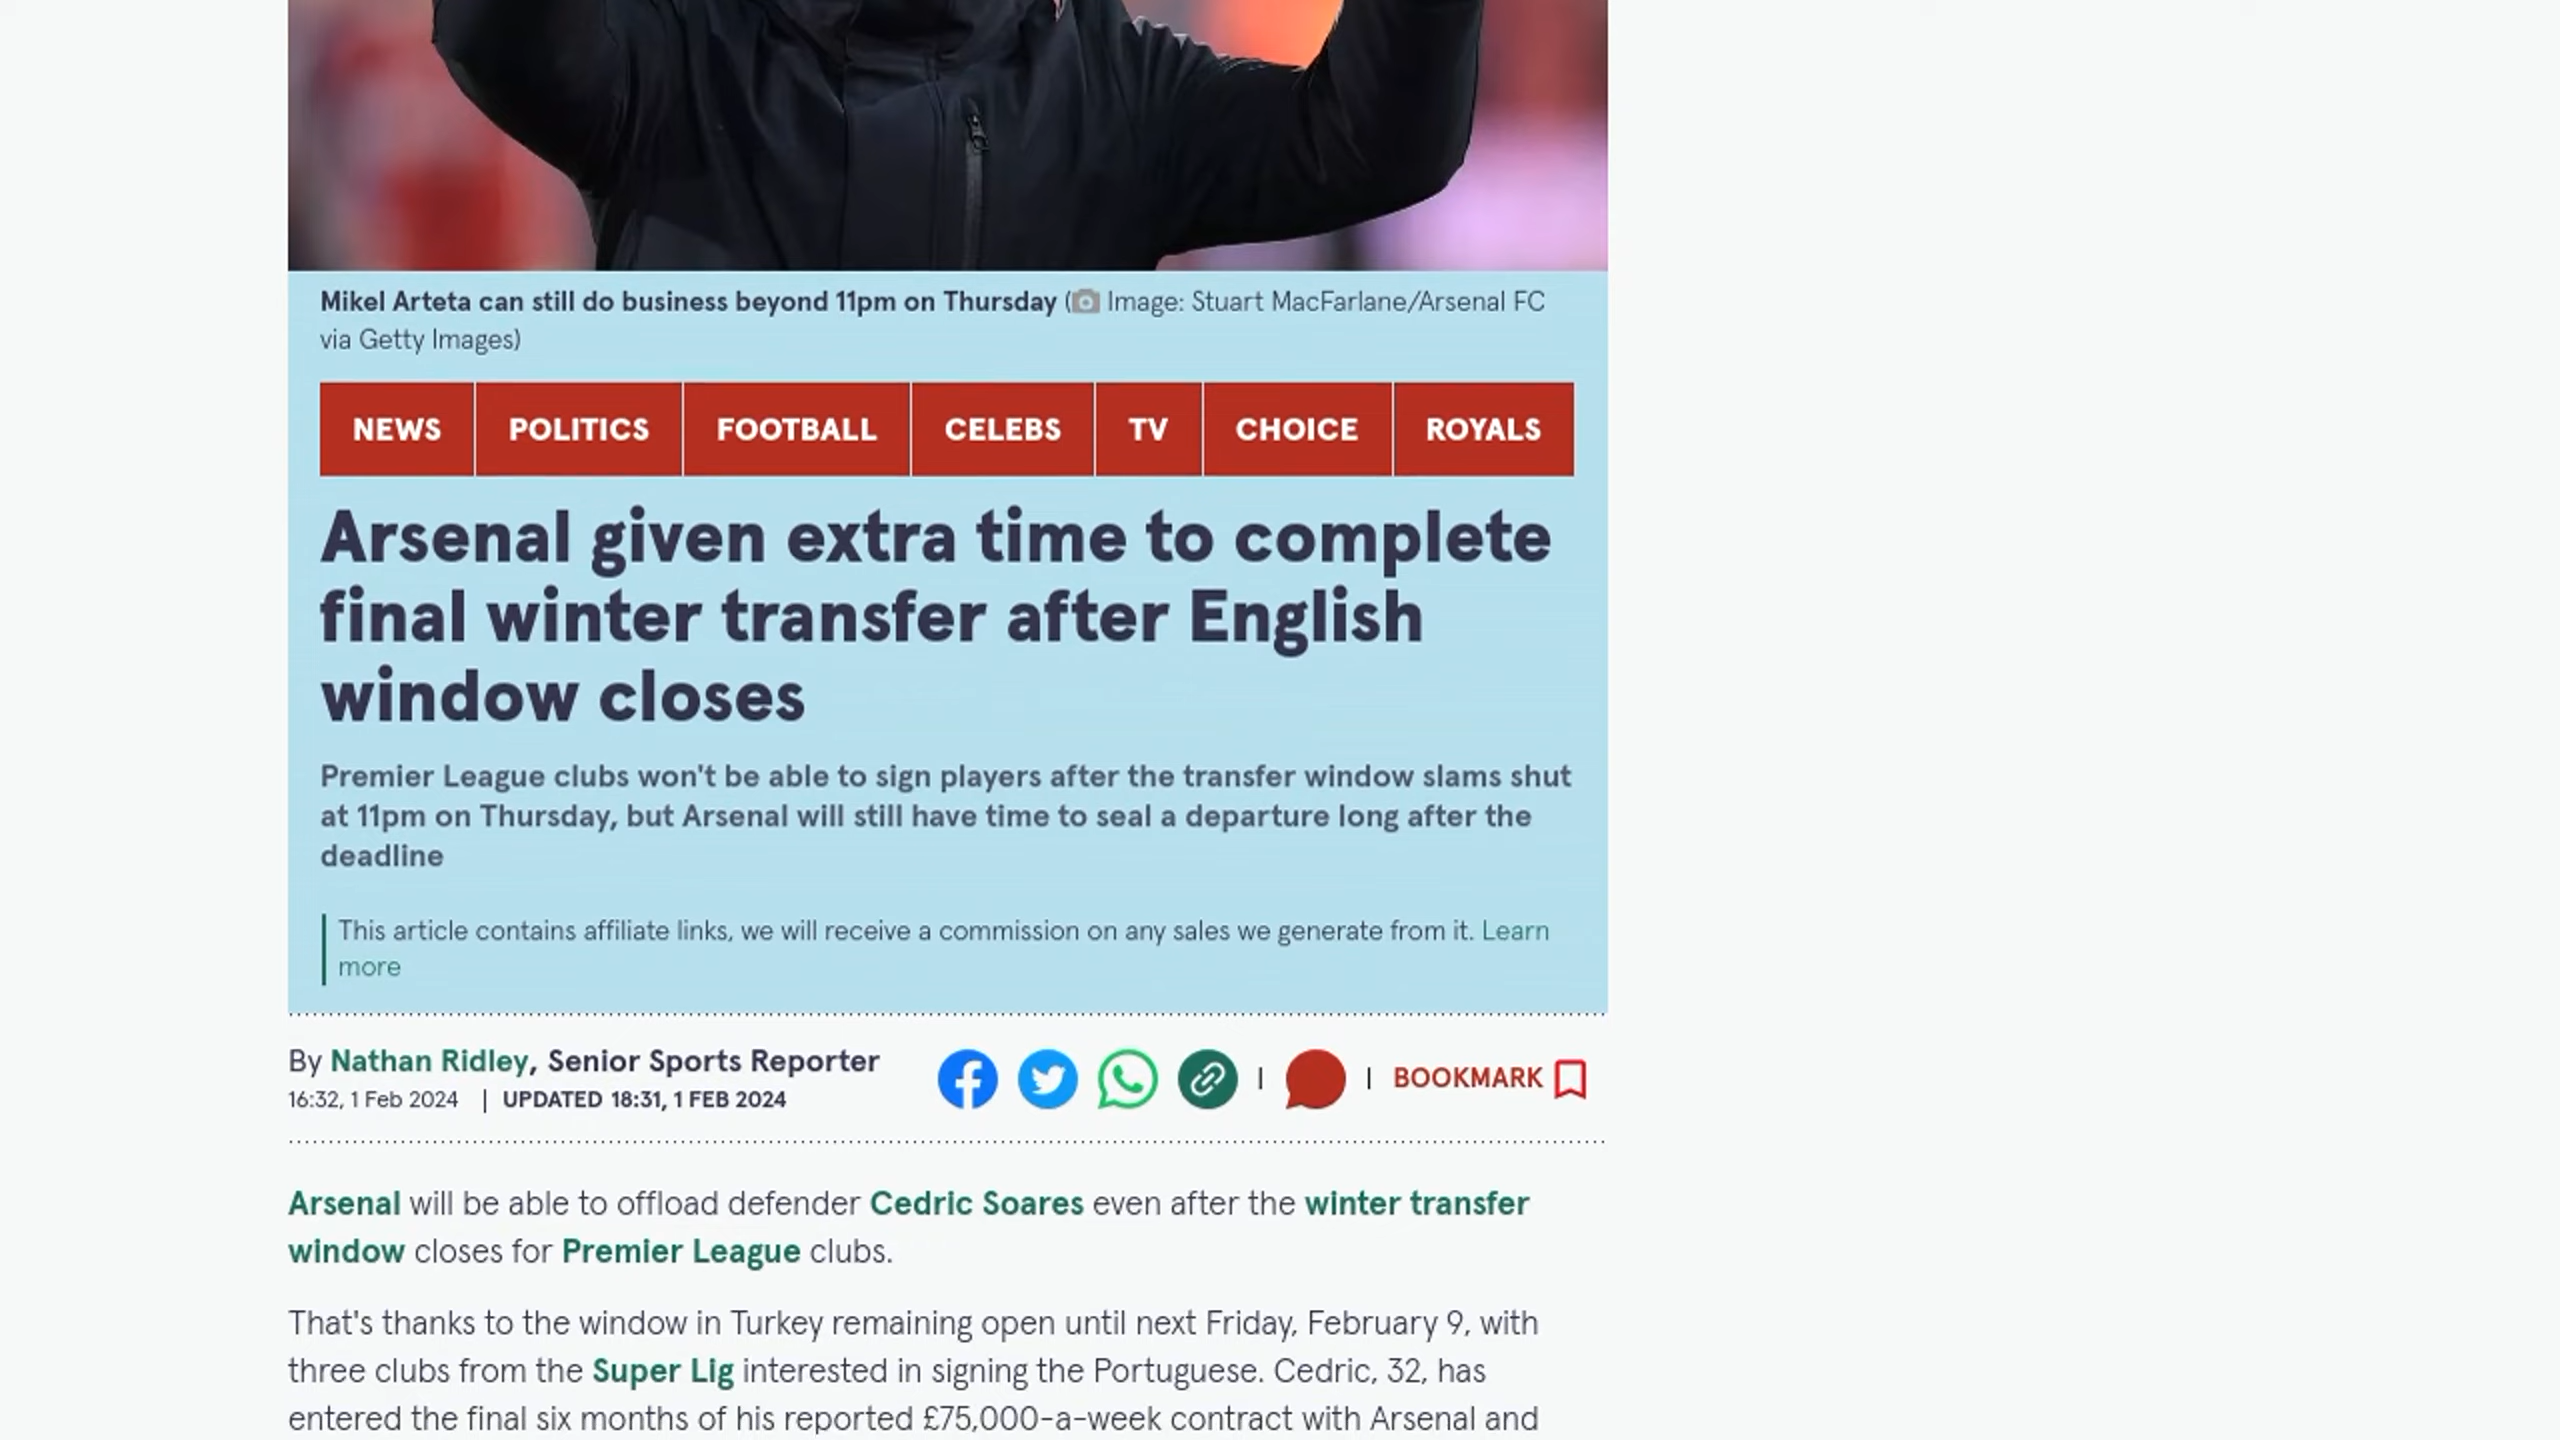 Mikel Arteta can still do business beyond 11pm on Thursday (📷 Image: Stuart MacFarlane/Arsenal FC
via Getty Images)
NEWS POLITICS FOOTBALL CELEBS TV CHOICE ROYALS
Arsenal given extra time to complete
final winter transfer after English
window closes
Premier League clubs won't be able to sign players after the transfer window slams shut
at 11pm on Thursday, but Arsenal will still have time to seal a departure long after the
deadline
This article contains affiliate links, we will receive a commission on any sales we generate from it. Learn
more
By Nathan Ridley, Senior Sports Reporter
16:32, 1 Feb 2024 | UPDATED 18:31, 1 FEB 2024
BOOKMARK
Arsenal will be able to offload defender Cedric Soares even after the winter transfer
window closes for Premier League clubs.
That's thanks to the window in Turkey remaining open until next Friday, February 9, with
three clubs from the Super Lig interested in signing the Portuguese. Cedric, 32, has
entered the final six months of his reported £75,000-a-week contract with Arsenal and